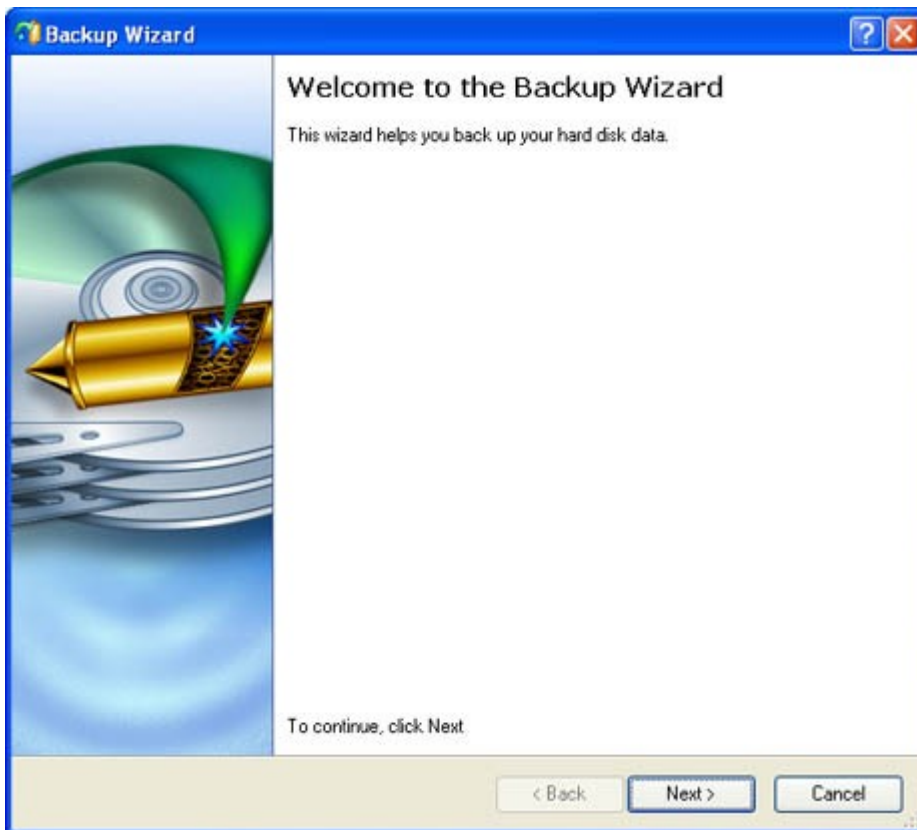 Backup Wizard
Welcome to the Backup Wizard
This wizard helps you back up your hard disk data.
To continue, click Next
< Back Next > Cancel